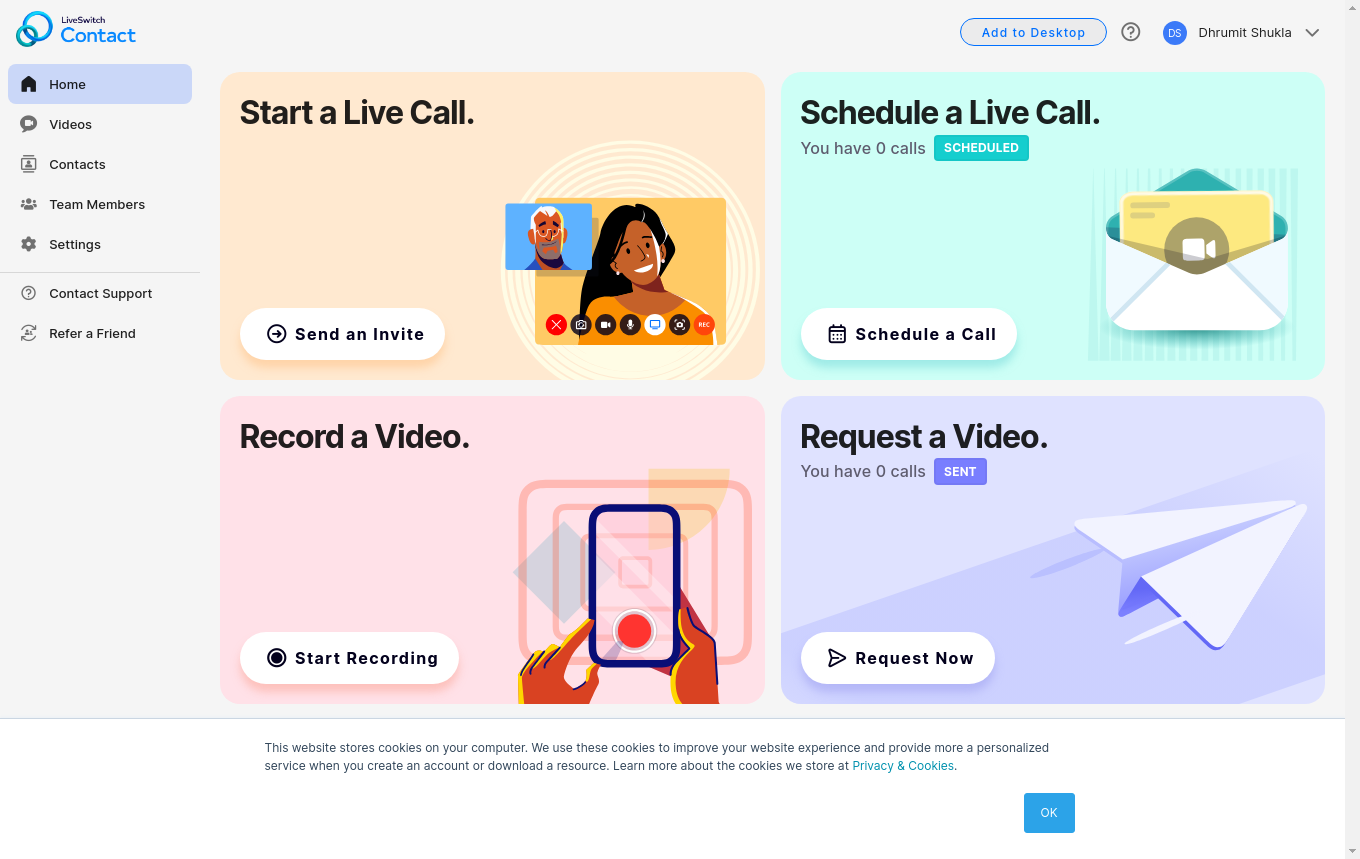 LiveSwitch
Contact
Add to Desktop
DS
Dhrumit Shukla
Home
Videos
Contacts
Team Members
Settings
Contact Support
Refer a Friend
Start a Live Call.
REC
Send an Invite
Schedule a Live Call.
You have 0 calls SCHEDULED
Schedule a Call
Record a Video.
Start Recording
Request a Video.
You have 0 calls SENT
Request Now
This website stores cookies on your computer. We use these cookies to improve your website experience and provide more a personalized
service when you create an account or download a resource. Learn more about the cookies we store at Privacy & Cookies.
OK